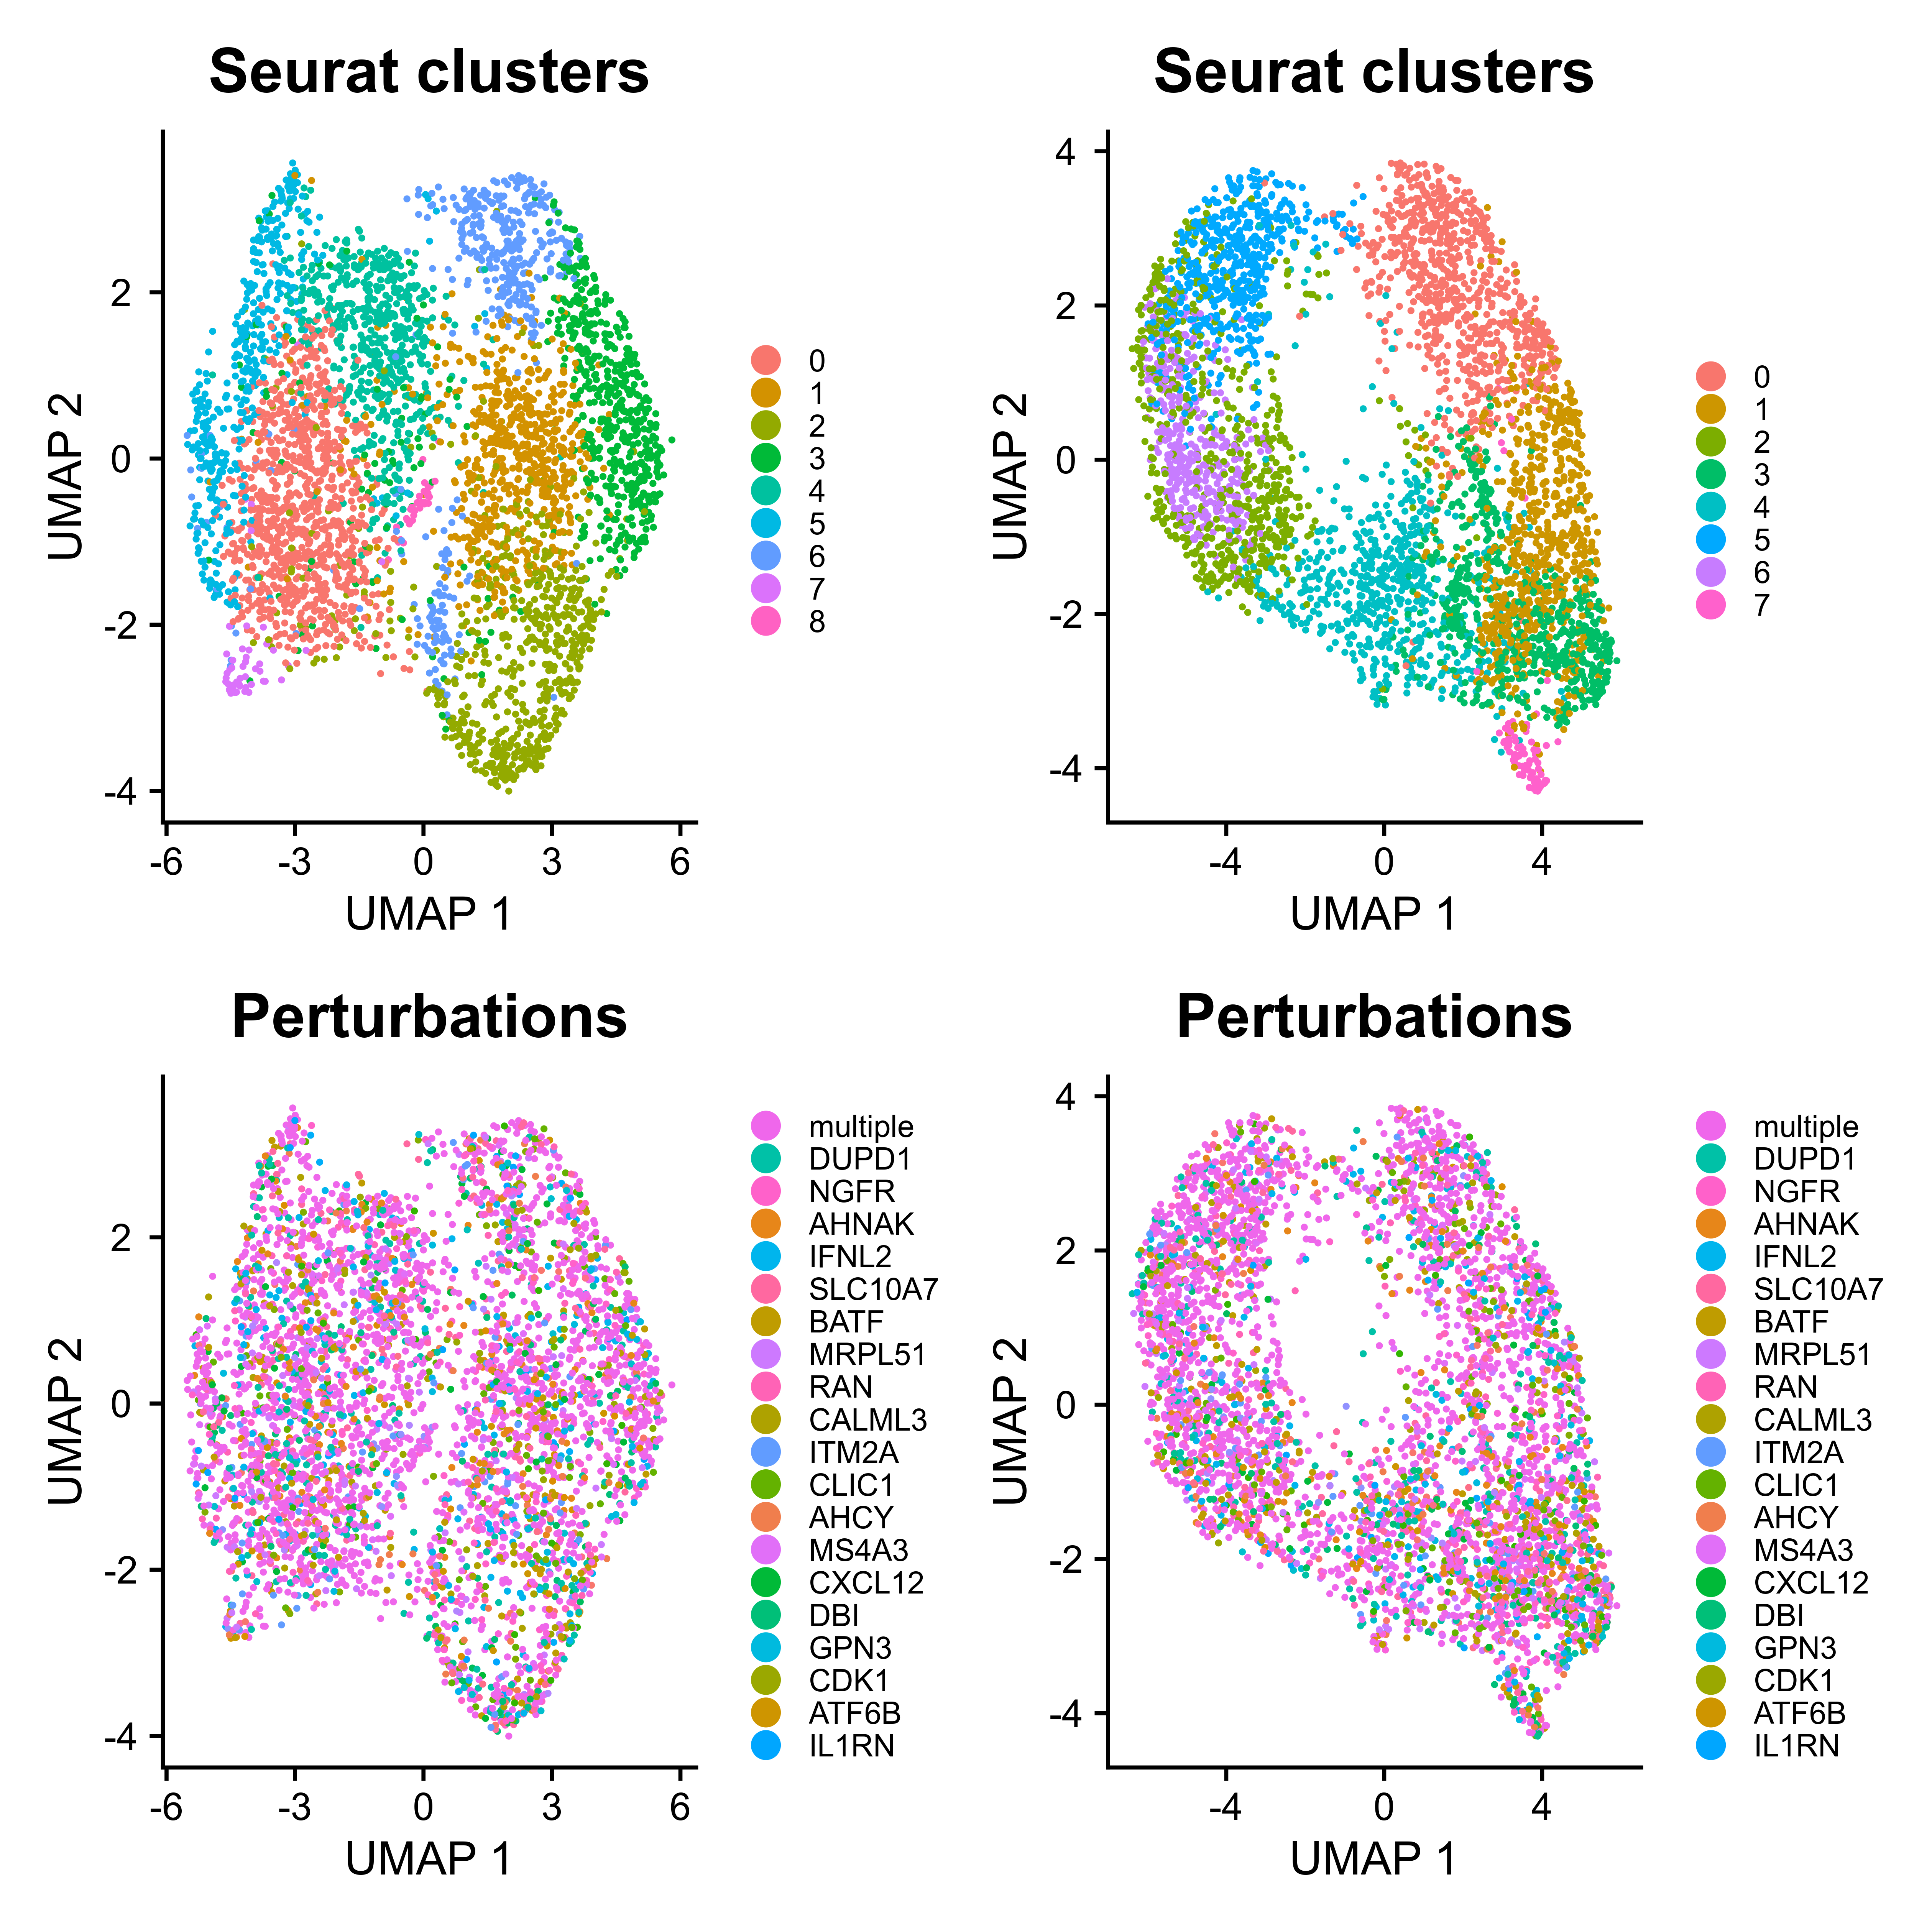 Seurat clusters
UMAP 2
2
0
-2
-4
-6
-3
0
3
6
UMAP 1
0
1
2
3
4
5
6
7
8
Seurat clusters
UMAP 2
4
2
0
-2
-4
-4
0
4
UMAP 1
0
1
2
3
4
5
6
7
Perturbations
UMAP 2
2
0
-2
-4
-6
-3
0
3
6
UMAP 1
multiple
DUPD1
NGFR
AHNAK
IFNL2
SLC10A7
BATF
MRPL51
RAN
CALML3
ITM2A
CLIC1
AHCY
MS4A3
CXCL12
DBI
GPN3
CDK1
ATF6B
IL1RN
Perturbations
UMAP 2
4
2
0
-2
-4
-4
0
4
UMAP 1
multiple
DUPD1
NGFR
AHNAK
IFNL2
SLC10A7
BATF
MRPL51
RAN
CALML3
ITM2A
CLIC1
AHCY
MS4A3
CXCL12
DBI
GPN3
CDK1
ATF6B
IL1RN